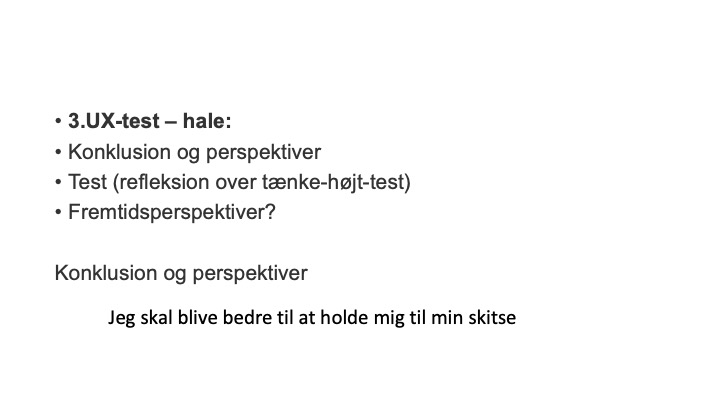 • 3.UX-test – hale:
• Konklusion og perspektiver
• Test (refleksion over tænke-højt-test)
• Fremtidsperspektiver?
Konklusion og perspektiver
Jeg skal blive bedre til at holde mig til min skitse